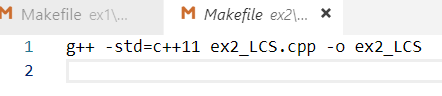 M Makefile ex1\...
M Makefile ex2\... ×
1 g++ -std=c++11 ex2_LCS.cpp -o ex2_LCS
2